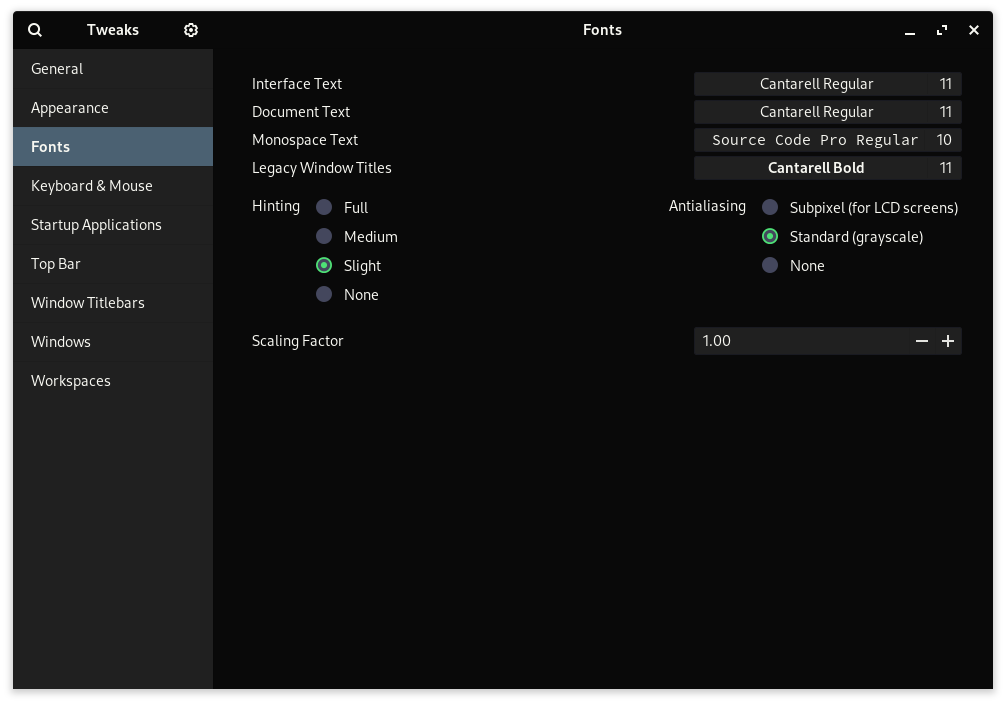 Tweaks
Fonts
General
Appearance
Fonts
Keyboard & Mouse
Startup Applications
Top Bar
Window Titlebars
Windows
Workspaces
Interface Text Cantarell Regular 11
Document Text Cantarell Regular 11
Monospace Text Source Code Pro Regular 10
Legacy Window Titles Cantarell Bold 11
Hinting Full
Medium
Slight
None
Antialiasing Subpixel (for LCD screens)
Standard (grayscale)
None
Scaling Factor 1.00